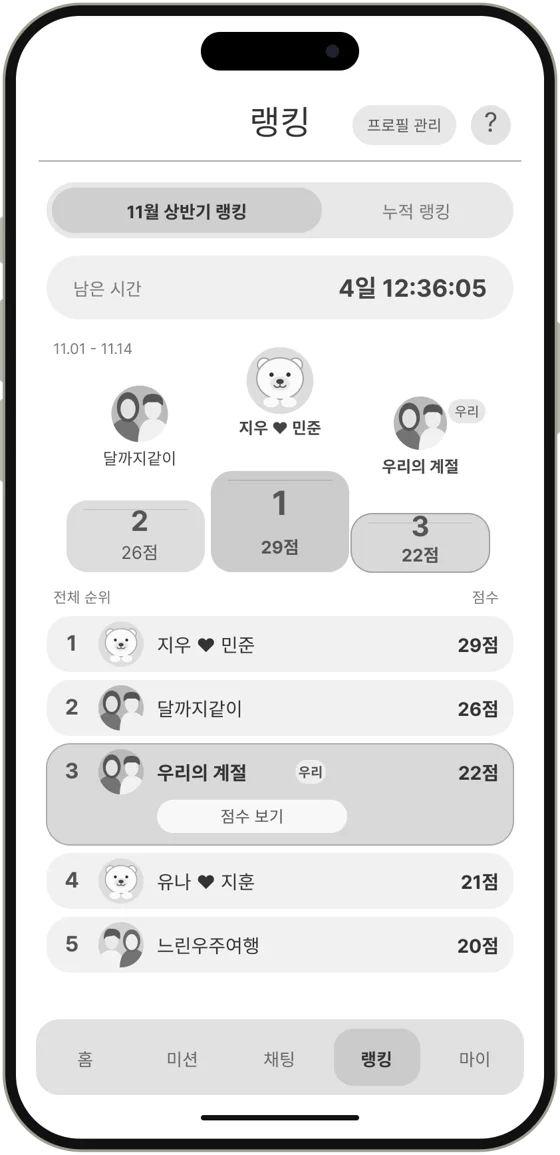 랭킹
프로필 관리
?
11월 상반기 랭킹
누적 랭킹
남은 시간
4일 12:36:05
11.01 - 11.14
지우 ♥ 민준
달까지같이
우리
우리의 계절
1
29점
2
26점
3
22점
전체 순위
점수
1 지우 ♥ 민준 29점
2 달까지같이 26점
3 우리의 계절 우리 22점
점수 보기
4 유나 ♥ 지훈 21점
5 느린우주여행 20점
홈 미션 채팅 랭킹 마이